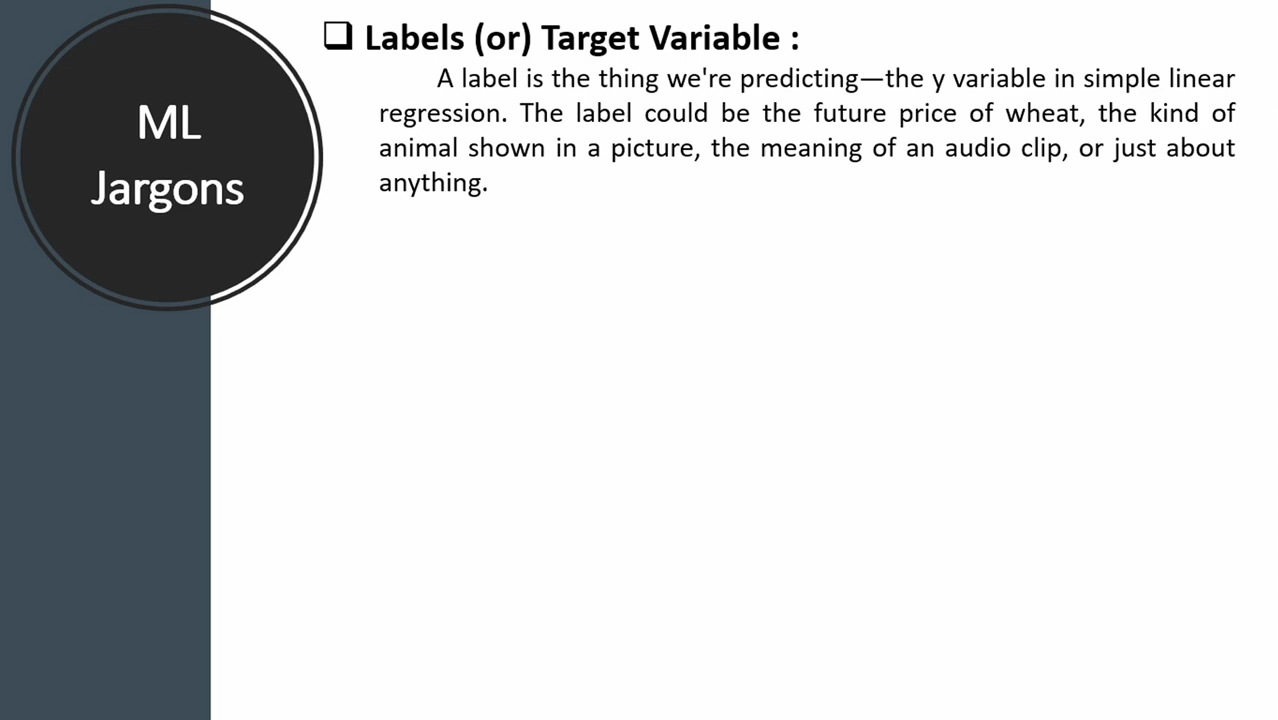 ML
Jargons
❑ Labels (or) Target Variable :
A label is the thing we're predicting—the y variable in simple linear
regression. The label could be the future price of wheat, the kind of
animal shown in a picture, the meaning of an audio clip, or just about
anything.